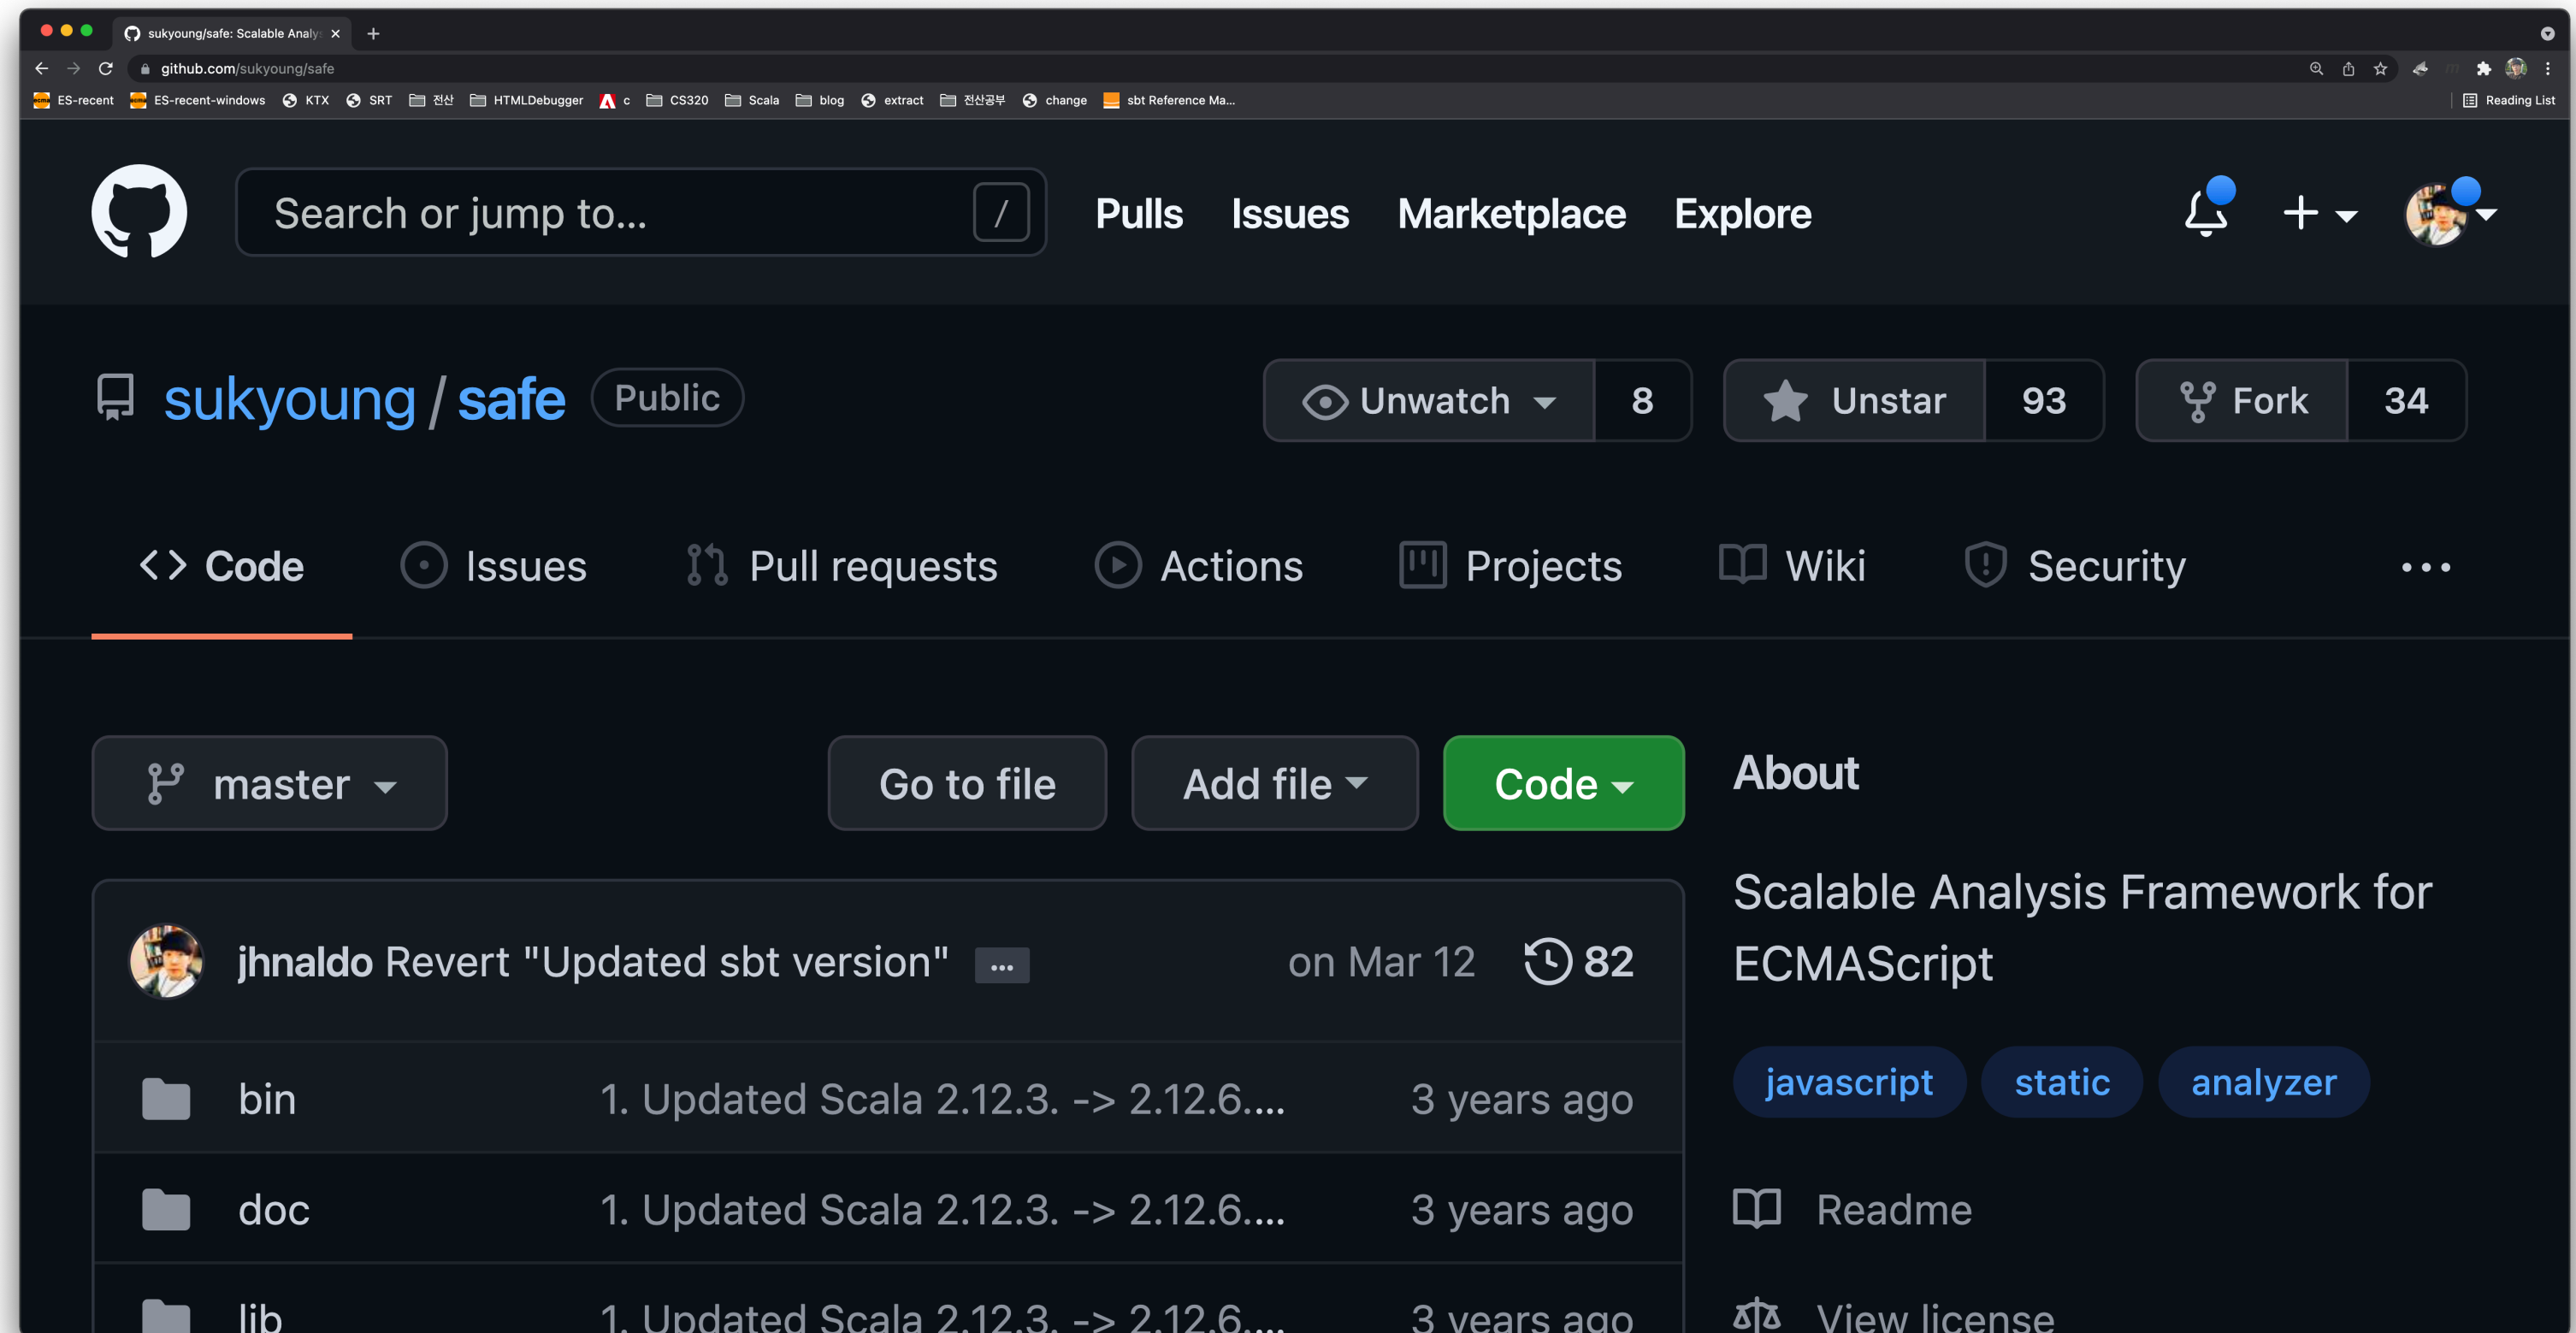 sukyoung/safe: Scalable Analy
github.com/sukyoung/safe
ES-recent ES-recent-windows KTX SRT 전산 HTMLDebugger c CS320 Scala blog extract 전산공부 change sbt Reference Ma... Reading List
Search or jump to... / Pulls Issues Marketplace Explore
sukyoung / safe Public Unwatch 8 Unstar 93 Fork 34
<> Code Issues Pull requests Actions Projects Wiki Security ...
master Go to file Add file Code
About
Scalable Analysis Framework for
ECMAScript
javascript static analyzer
Readme
View license
jhnaldo Revert "Updated sbt version" ... on Mar 12 82
bin 1. Updated Scala 2.12.3. -> 2.12.6.... 3 years ago
doc 1. Updated Scala 2.12.3. -> 2.12.6.... 3 years ago
lib 1. Updated Scala 2.12.3. -> 2.12.6.... 3 years ago